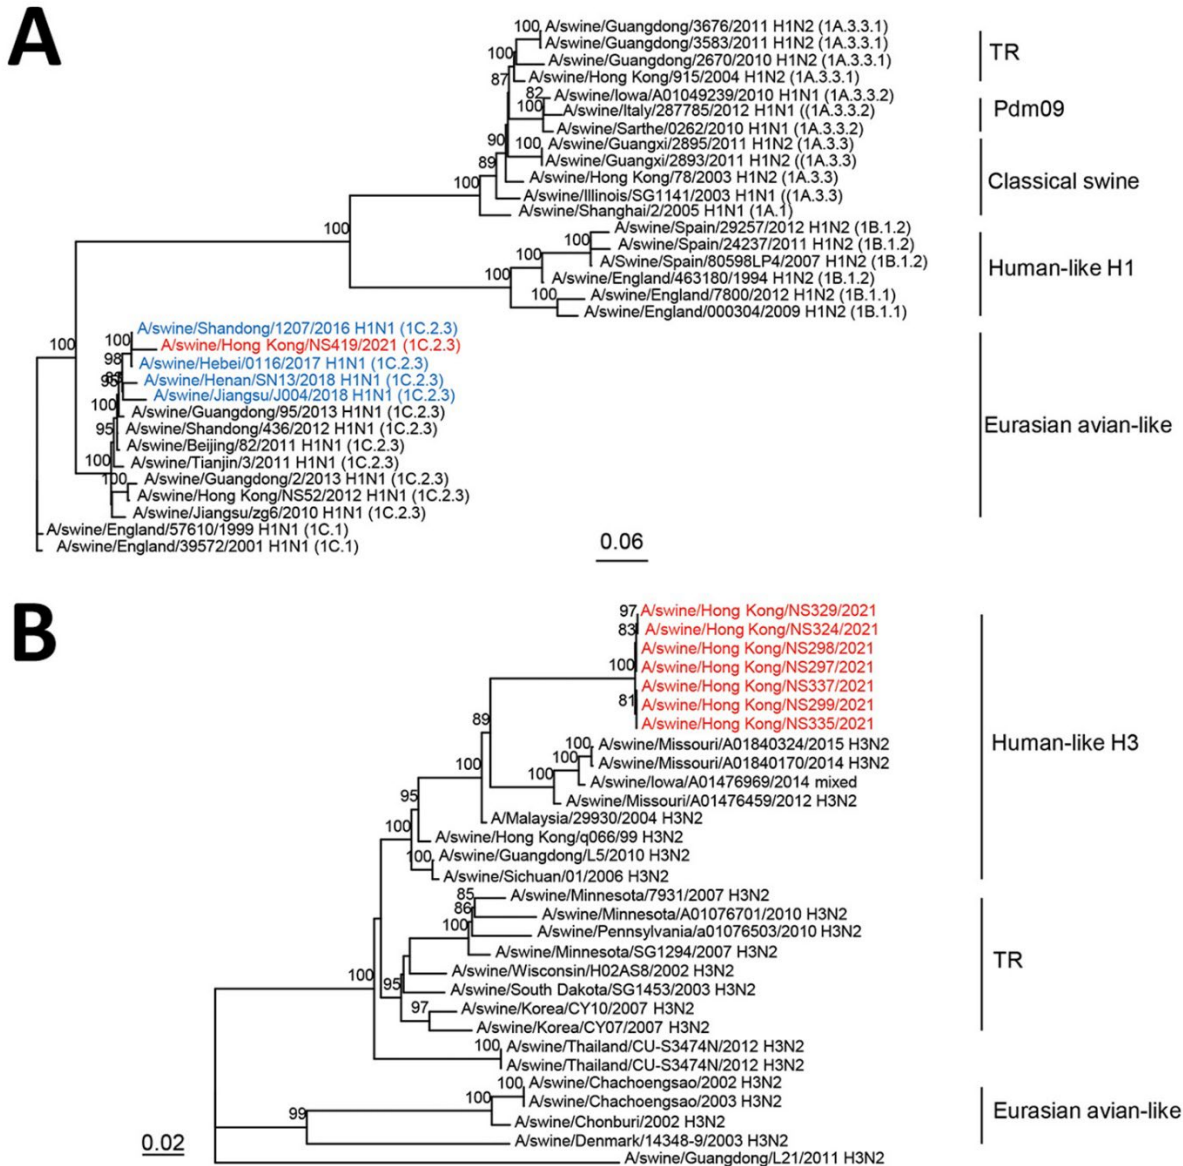 A
100 A/swine/Guangdong/3676/2011 H1N2 (1A.3.3.1)
A/swine/Guangdong/3583/2011 H1N2 (1A.3.3.1)
100 A/swine/Guangdong/2670/2010 H1N2 (1A.3.3.1)
87 A/swine/Hong Kong/915/2004 H1N2 (1A.3.3.1)
TR
82 A/swine/Iowa/A01049239/2010 H1N1 (1A.3.3.2)
100 A/swine/Italy/287785/2012 H1N1 ((1A.3.3.2)
A/swine/Sarthe/0262/2010 H1N1 (1A.3.3.2)
Pdm09
90 100 A/swine/Guangxi/2895/2011 H1N2 (1A.3.3)
89 A/swine/Guangxi/2893/2011 H1N2 ((1A.3.3)
100 A/swine/Hong Kong/78/2003 H1N2 (1A.3.3)
A/swine/Illinois/SG1141/2003 H1N1 ((1A.3.3)
A/swine/Shanghai/2/2005 H1N1 (1A.1)
Classical swine
100
A/swine/Spain/29257/2012 H1N2 (1B.1.2)
100 A/swine/Spain/24237/2011 H1N2 (1B.1.2)
100 A/Swine/Spain/80598LP4/2007 H1N2 (1B.1.2)
100 A/swine/England/463180/1994 H1N2 (1B.1.2)
100 A/swine/England/7800/2012 H1N2 (1B.1.1)
A/swine/England/000304/2009 H1N2 (1B.1.1)
Human-like H1
100
A/swine/Shandong/1207/2016 H1N1 (1C.2.3)
100 A/swine/Hong Kong/NS419/2021 (1C.2.3)
98 A/swine/Hebei/0116/2017 H1N1 (1C.2.3)
A/swine/Henan/SN13/2018 H1N1 (1C.2.3)
A/swine/Jiangsu/J004/2018 H1N1 (1C.2.3)
100 A/swine/Guangdong/95/2013 H1N1 (1C.2.3)
95 A/swine/Shandong/436/2012 H1N1 (1C.2.3)
A/swine/Beijing/82/2011 H1N1 (1C.2.3)
100 A/swine/Tianjin/3/2011 H1N1 (1C.2.3)
100 A/swine/Guangdong/2/2013 H1N1 (1C.2.3)
A/swine/Hong Kong/NS52/2012 H1N1 (1C.2.3)
A/swine/Jiangsu/zg6/2010 H1N1 (1C.2.3)
Eurasian avian-like
A/swine/England/57610/1999 H1N1 (1C.1)
A/swine/England/39572/2001 H1N1 (1C.1)
0.06
B
97 A/swine/Hong Kong/NS329/2021
83 A/swine/Hong Kong/NS324/2021
A/swine/Hong Kong/NS298/2021
100 A/swine/Hong Kong/NS297/2021
A/swine/Hong Kong/NS337/2021
81 A/swine/Hong Kong/NS299/2021
A/swine/Hong Kong/NS335/2021
89
100 A/swine/Missouri/A01840324/2015 H3N2
100 A/swine/Missouri/A01840170/2014 H3N2
100 100 A/swine/Iowa/A01476969/2014 mixed
A/swine/Missouri/A01476459/2012 H3N2
95 A/Malaysia/29930/2004 H3N2
100 A/swine/Hong Kong/q066/99 H3N2
100 A/swine/Guangdong/L5/2010 H3N2
A/swine/Sichuan/01/2006 H3N2
Human-like H3
85 A/swine/Minnesota/7931/2007 H3N2
86 A/swine/Minnesota/A01076701/2010 H3N2
100 A/swine/Pennsylvania/a01076503/2010 H3N2
A/swine/Minnesota/SG1294/2007 H3N2
100 A/swine/Wisconsin/H02AS8/2002 H3N2
95 A/swine/South Dakota/SG1453/2003 H3N2
97 A/swine/Korea/CY10/2007 H3N2
A/swine/Korea/CY07/2007 H3N2
TR
100 A/swine/Thailand/CU-S3474N/2012 H3N2
A/swine/Thailand/CU-S3474N/2012 H3N2
100 A/swine/Chachoengsao/2002 H3N2
100 A/swine/Chachoengsao/2003 H3N2
99 A/swine/Chonburi/2002 H3N2
A/swine/Denmark/14348-9/2003 H3N2
Eurasian avian-like
0.02
A/swine/Guangdong/L21/2011 H3N2